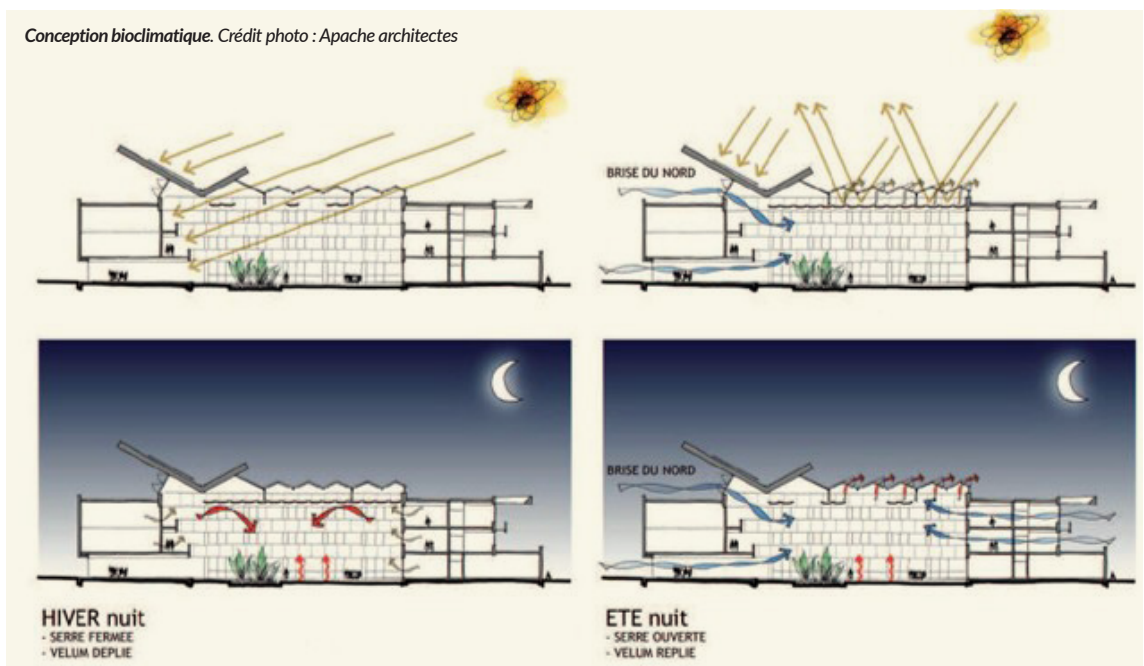 Conception bioclimatique. Crédit photo : Apache architectes
BRISE DU NORD
BRISE DU NORD
HIVER nuit
- SERRE FERMEE
- VELUM DEPLIE
ETE nuit
- SERRE OUVERTE
- VELUM REPLIE